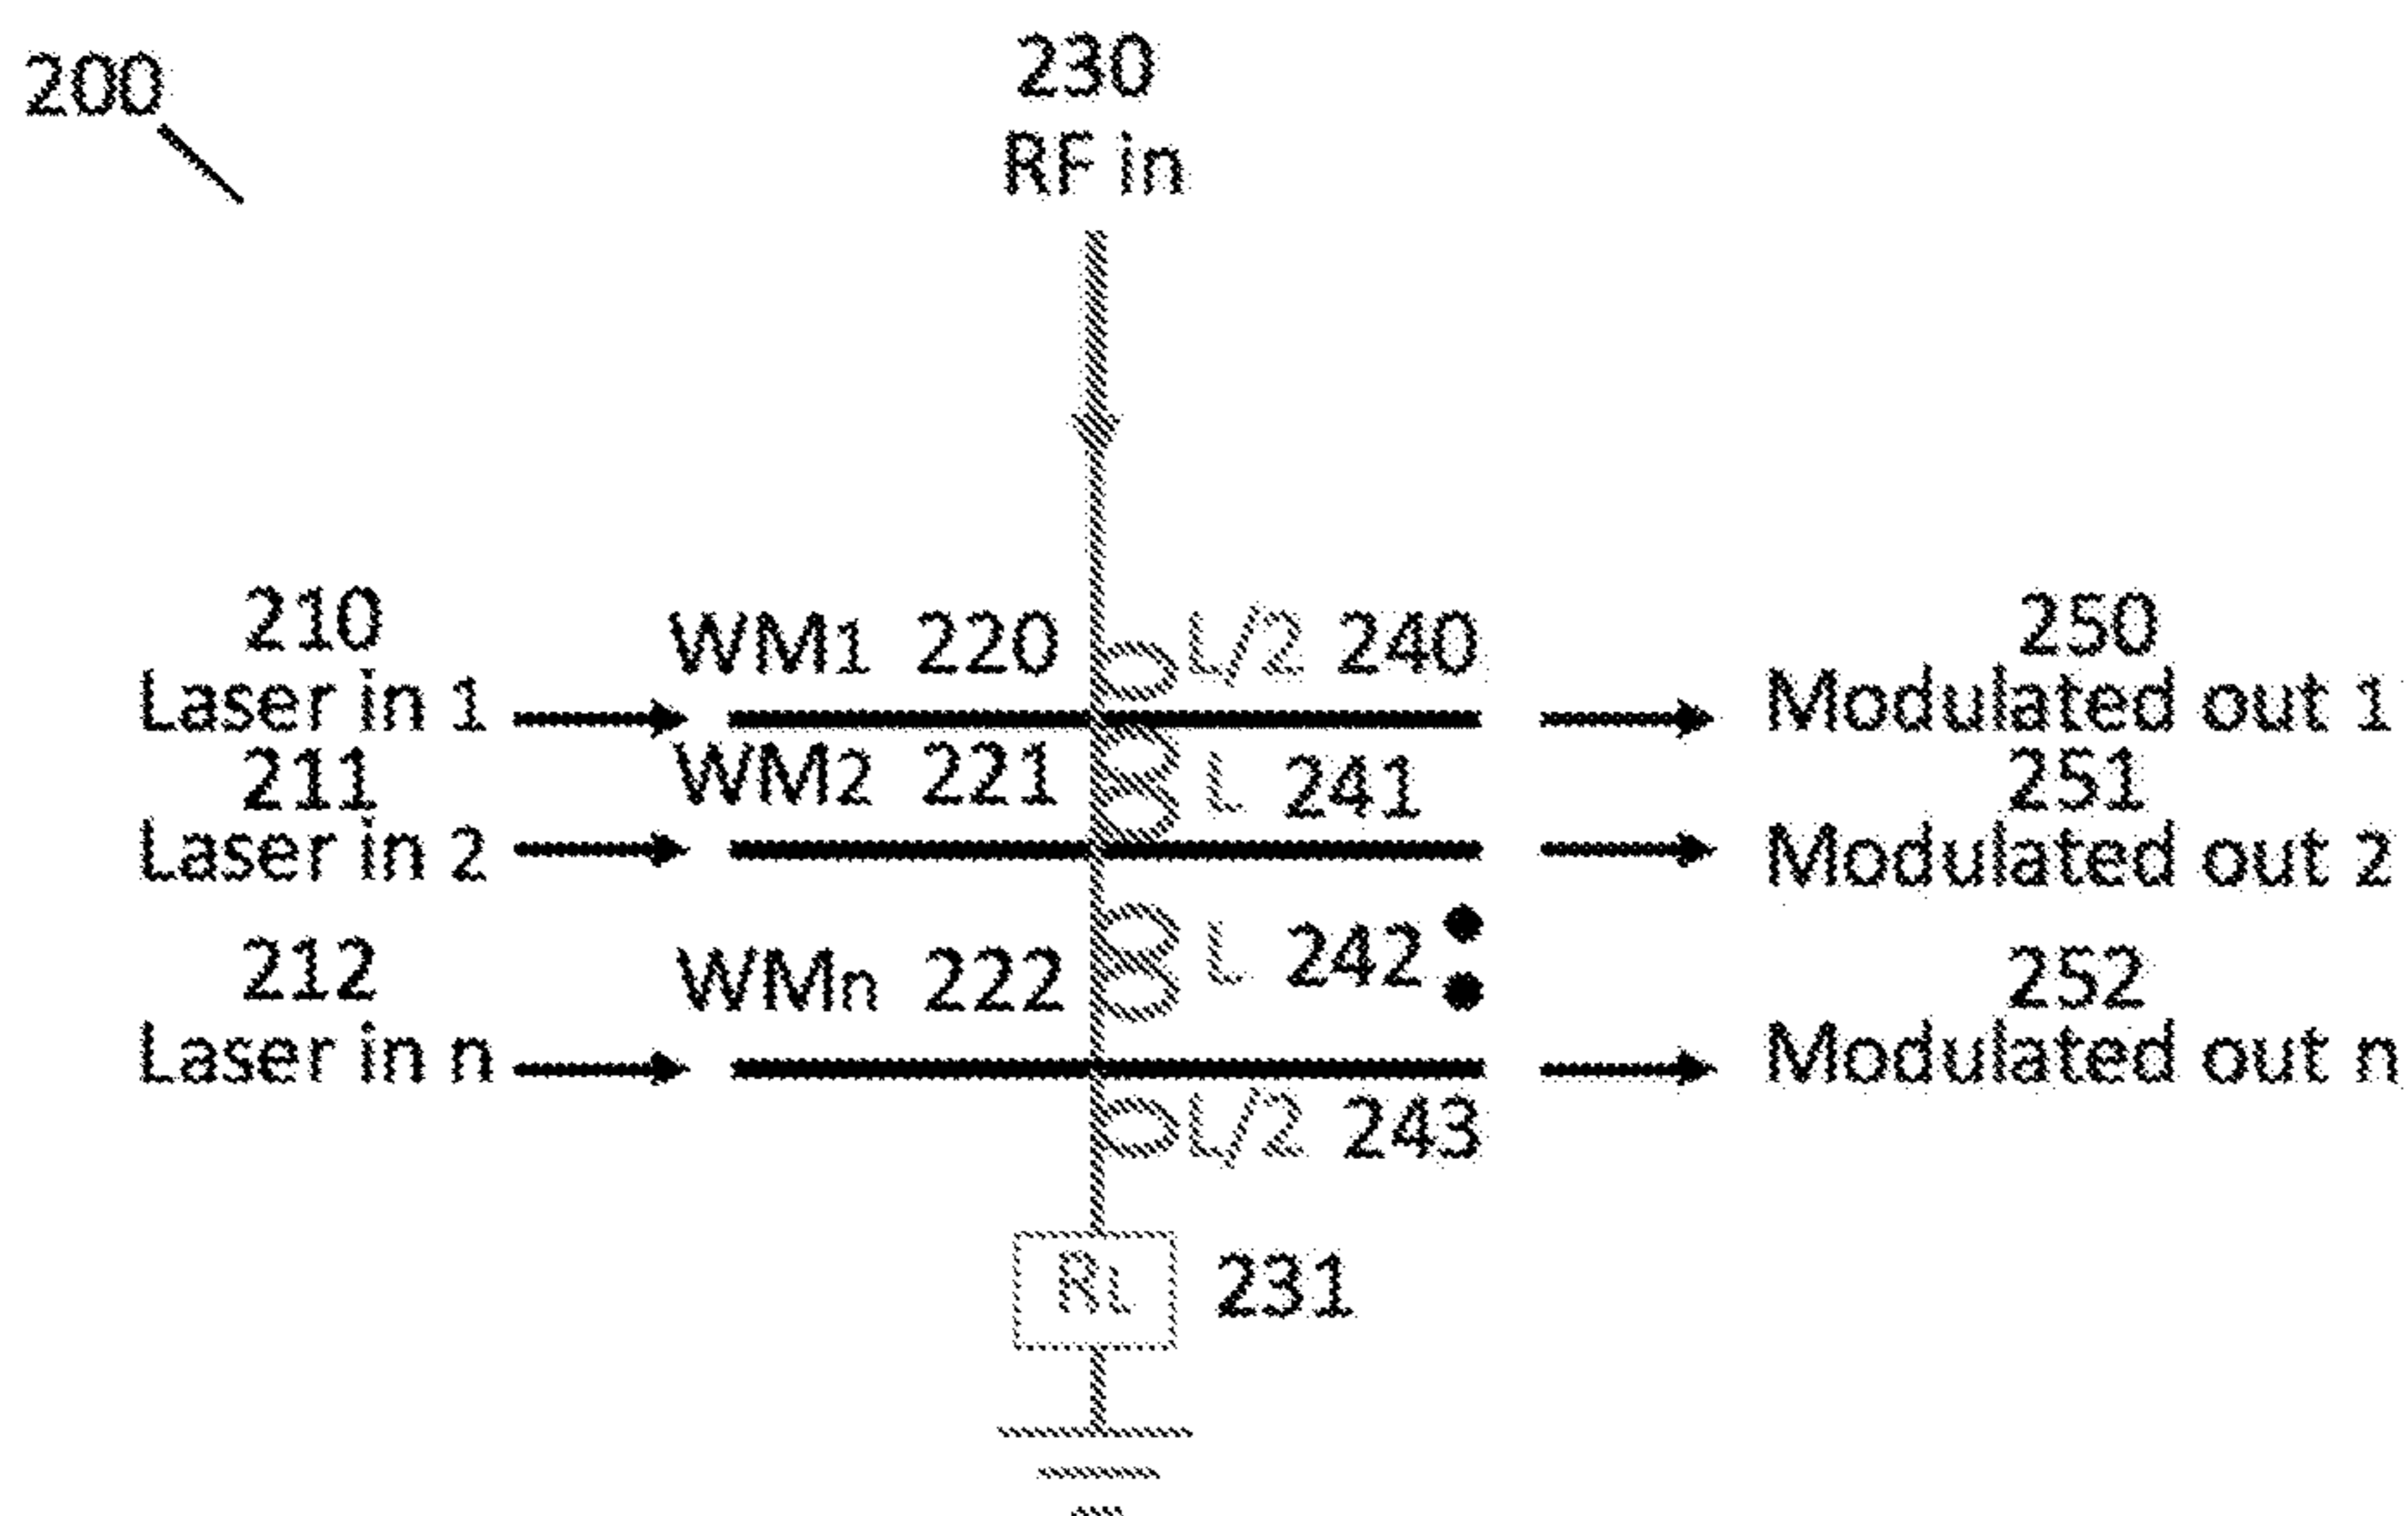 200
230
RF in
210
Laser in 1
WM1 220
L/2 240
250
Modulated out 1
211
Laser in 2
WM2 221
L 241
251
Modulated out 2
212
Laser in n
WMn 222
L 242
252
Modulated out n
L/2 243
RL 231